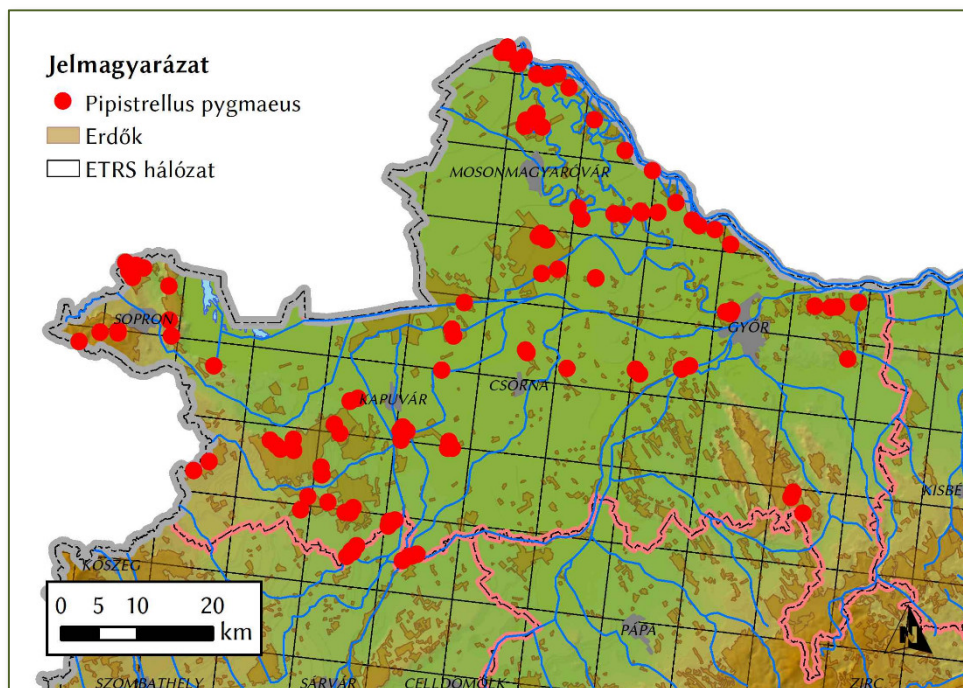 Jelmagyarázat
Pipistrellus pygmaeus
Erdők
ETRS hálózat
MOSONMAGYARÓVÁR
SOPRON
GYŐR
CSORNA
KAPUVÁR
KISBÉ
KŐSZEG
0 5 10 20
km
PÁPA
N
SZOMBATHELY
SÁRVÁR
CELLDÖMÖLK
ZIRC